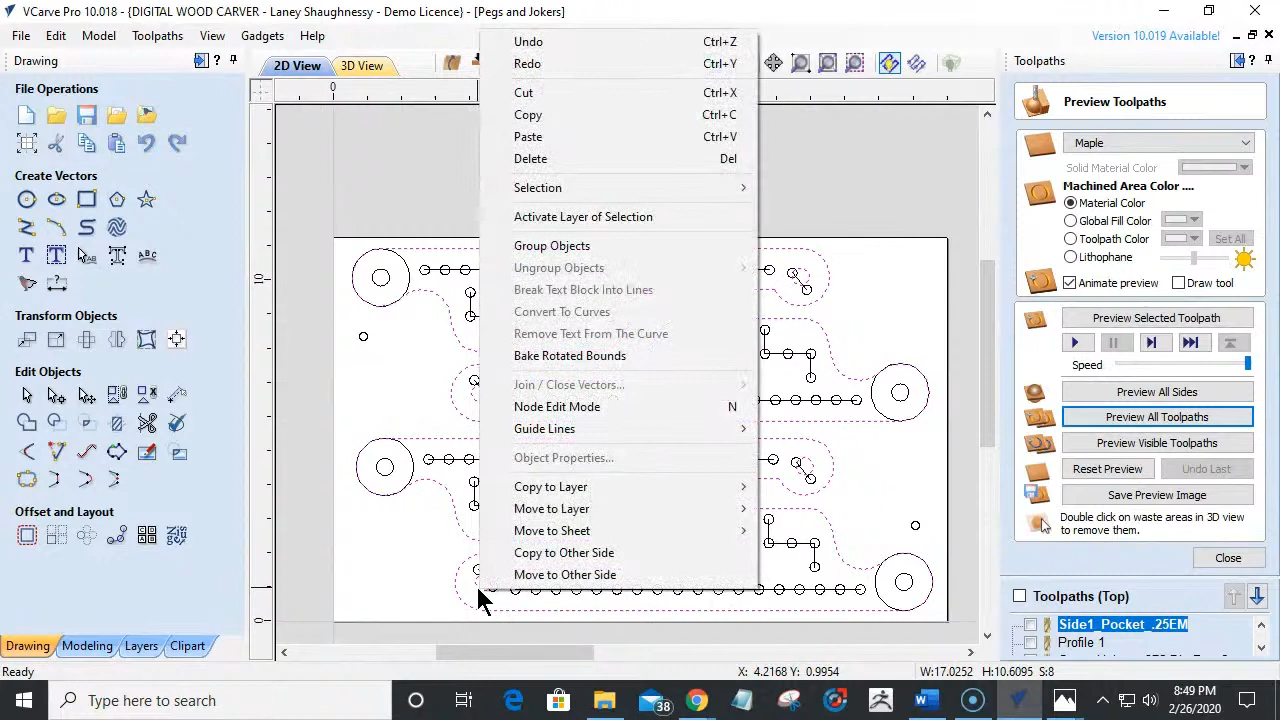 VCarve Pro 10.018 - {DIGITAL WOOD CARVER - Laney Shaughnessy - Demo Licence} - [Pegs and Jokers]
File Edit Model Toolpaths View Gadgets Help
Version 10.019 Available!
Drawing
File Operations
Create Vectors
Transform Objects
Edit Objects
Offset and Layout
Drawing Modeling Layers Clipart
2D View 3D View
0
10
0
Undo Ctrl+Z
Redo Ctrl+Y
Cut Ctrl+X
Copy Ctrl+C
Paste Ctrl+V
Delete Del
Selection
Activate Layer of Selection
Group Objects
Ungroup Objects
Break Text Block Into Lines
Convert To Curves
Remove Text From The Curve
Bake Rotated Bounds
Join / Close Vectors...
Node Edit Mode N
Guide Lines
Object Properties...
Copy to Layer
Move to Layer
Move to Sheet
Copy to Other Side
Move to Other Side
Toolpaths
Preview Toolpaths
Maple
Solid Material Color
Machined Area Color ....
Material Color
Global Fill Color
Toolpath Color Set All
Lithophane
Animate preview Draw tool
Preview Selected Toolpath
Speed
Preview All Sides
Preview All Toolpaths
Preview Visible Toolpaths
Reset Preview Undo Last
Save Preview Image
Double click on waste areas in 3D view
to remove them.
Close
Toolpaths (Top)
Side1_Pocket_.25EM
Profile 1
Ready
X: 4.2168 Y: 0.9954
W:17.0252 H:10.6095 S:8
Type here to search
38
8:49 PM
2/26/2020